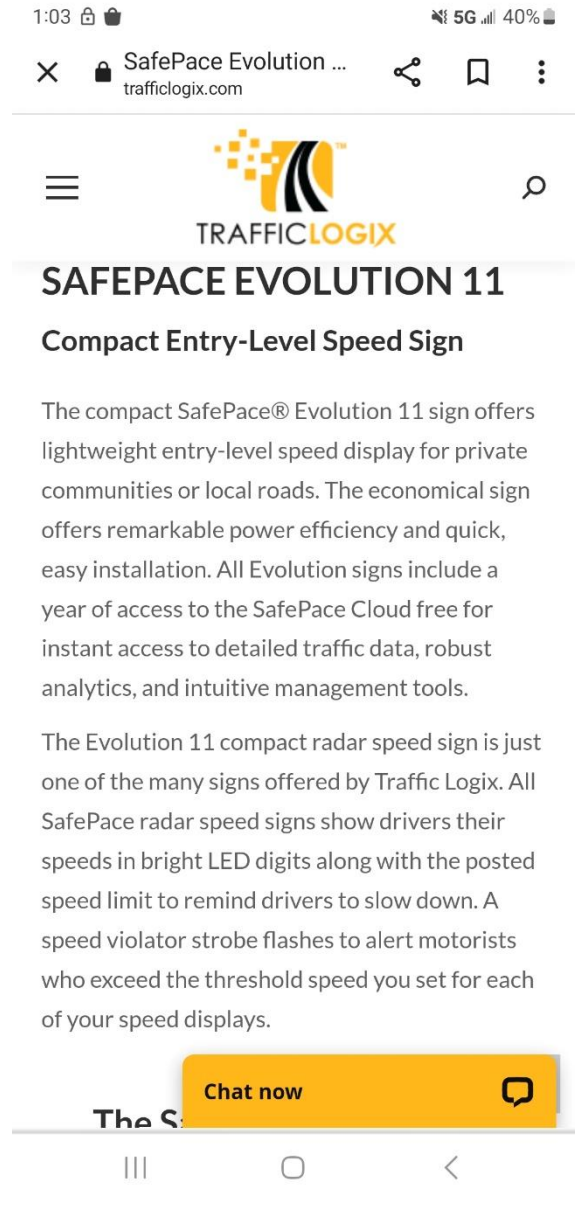 1:03 5G 40%
SafePace Evolution ...
trafficlogix.com
TM
TRAFFICLOGIX
SAFEPACE EVOLUTION 11
Compact Entry-Level Speed Sign
The compact SafePace® Evolution 11 sign offers
lightweight entry-level speed display for private
communities or local roads. The economical sign
offers remarkable power efficiency and quick,
easy installation. All Evolution signs include a
year of access to the SafePace Cloud free for
instant access to detailed traffic data, robust
analytics, and intuitive management tools.
The Evolution 11 compact radar speed sign is just
one of the many signs offered by Traffic Logix. All
SafePace radar speed signs show drivers their
speeds in bright LED digits along with the posted
speed limit to remind drivers to slow down. A
speed violator strobe flashes to alert motorists
who exceed the threshold speed you set for each
of your speed displays.
Chat now
The